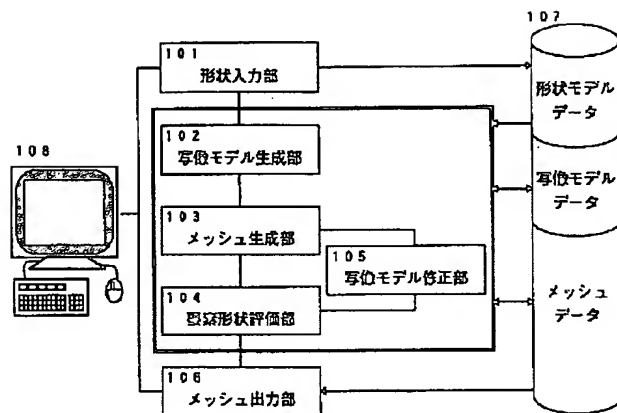 101
形状入力部
102
写像モデル生成部
103
メッシュ生成部
104
要素形状評価部
105
写像モデル修正部
106
メッシュ出力部
107
形状モデル
データ
写像モデル
データ
メッシュ
データ
108